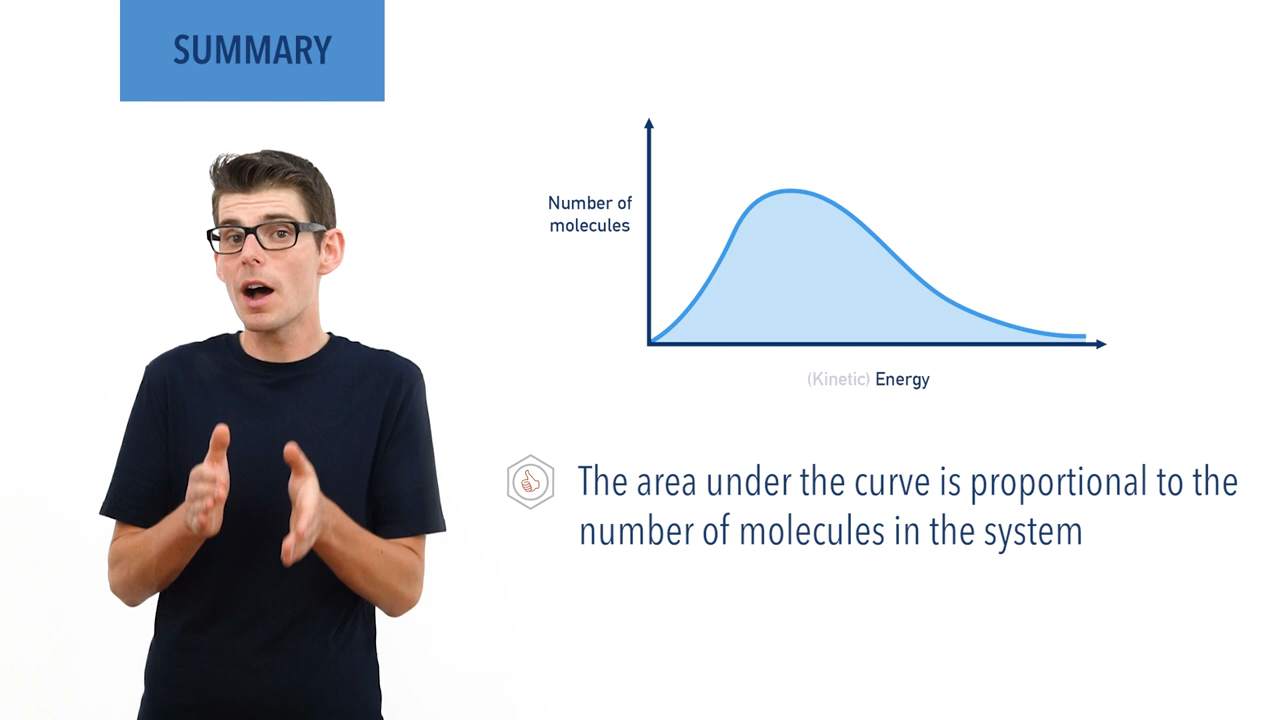 SUMMARY
Number of
molecules
(Kinetic) Energy
The area under the curve is proportional to the
number of molecules in the system